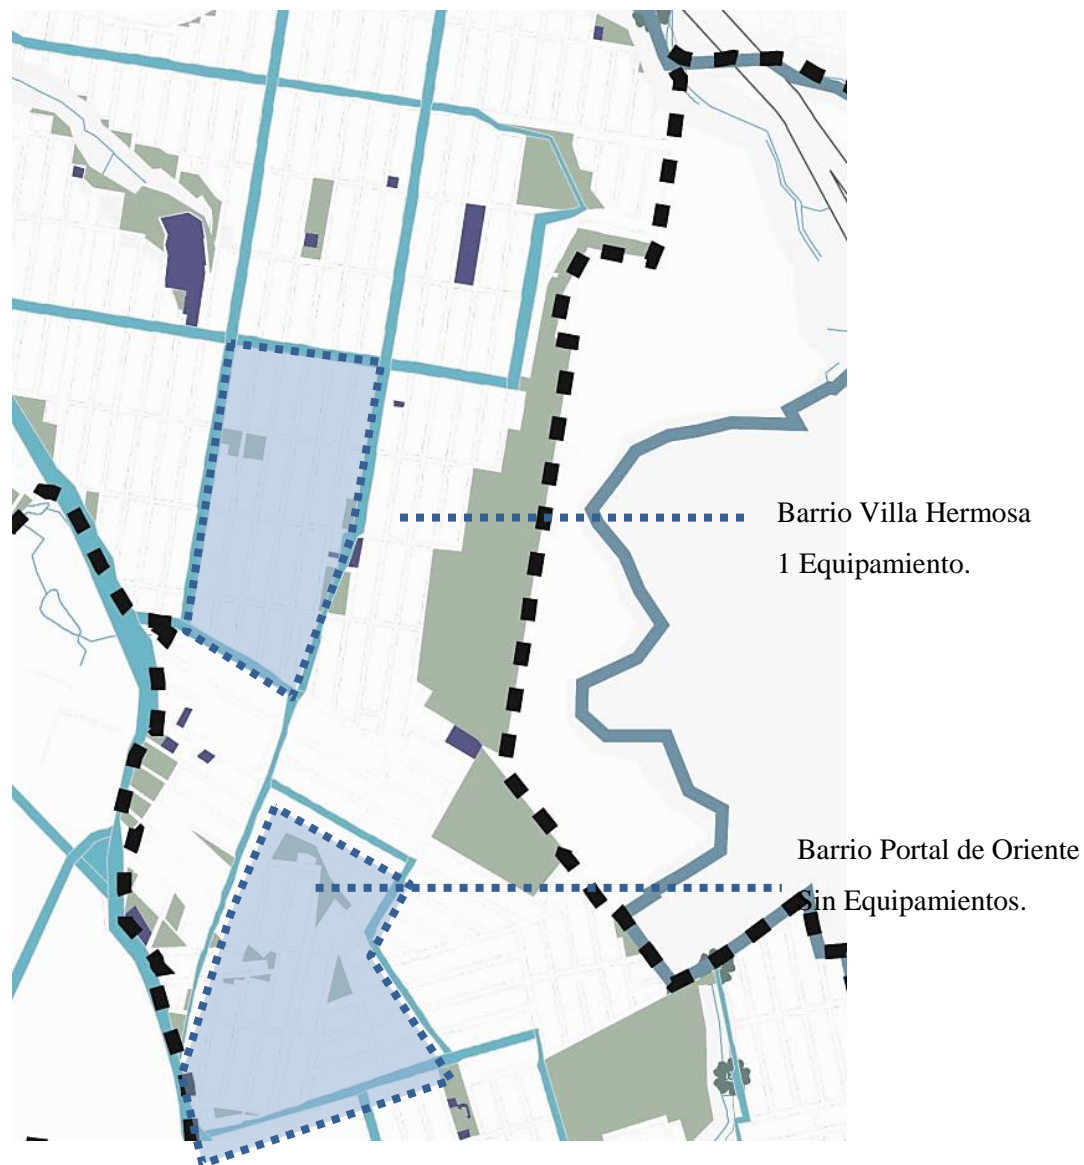 Barrio Villa Hermosa
1 Equipamiento.
Barrio Portal de Oriente
Sin Equipamientos.